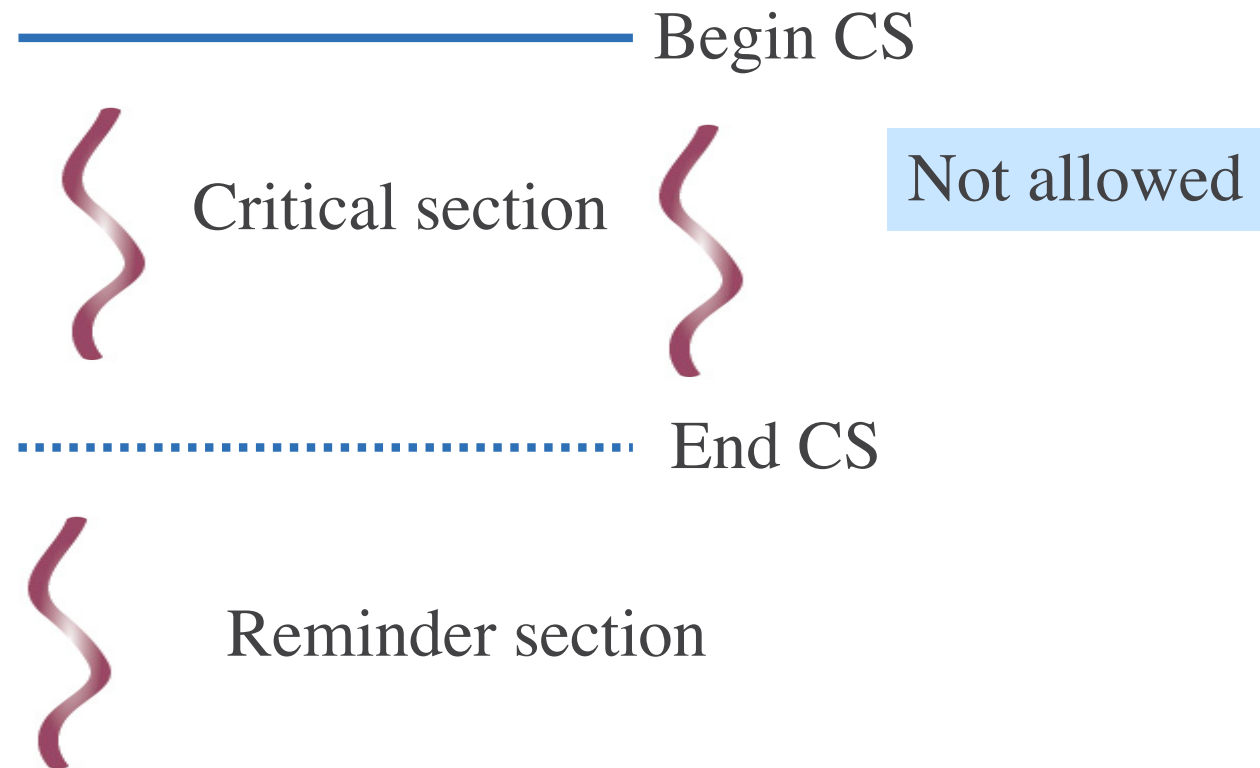 Begin CS
Not allowed
Critical section
End CS
Reminder section